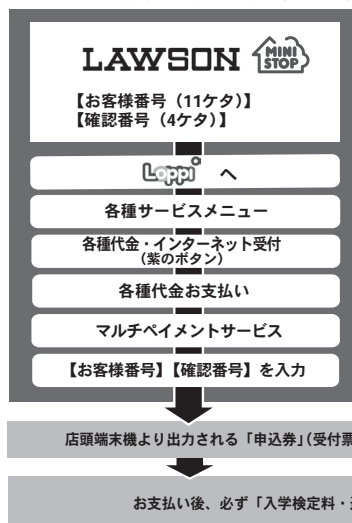 LAWSON MINI STOP
【お客様番号（11ケタ）】
【確認番号（4ケタ）】
Loppi へ
各種サービスメニュー
各種代金・インターネット受付
（紫のボタン）
各種代金お支払い
マルチペイメントサービス
【お客様番号】【確認番号】を入力
店頭端末機より出力される「申込券」（受付票
お支払い後、必ず「入学検定料・